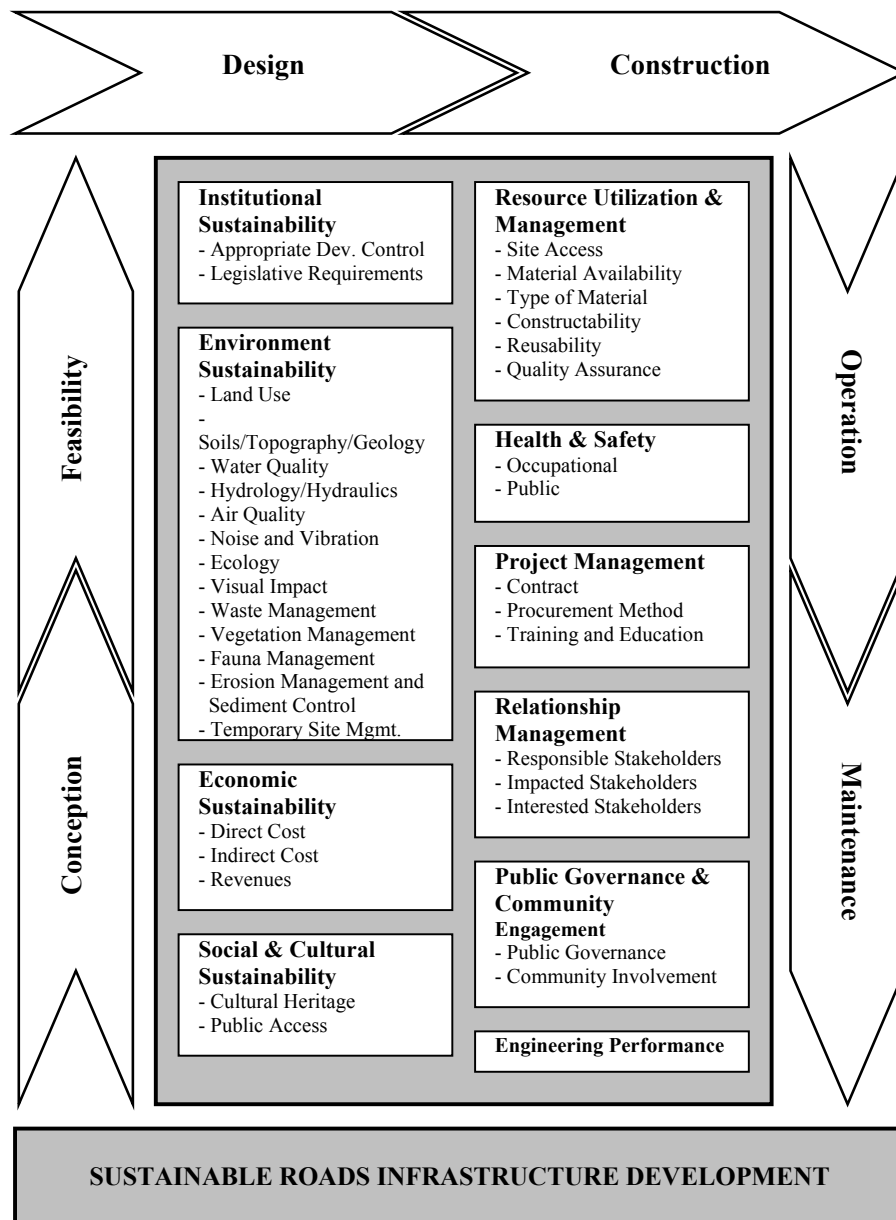 Design
Construction
Feasibility
Conception
Institutional
Sustainability
- Appropriate Dev. Control
- Legislative Requirements
Environment
Sustainability
- Land Use
-
Soils/Topography/Geology
- Water Quality
- Hydrology/Hydraulics
- Air Quality
- Noise and Vibration
- Ecology
- Visual Impact
- Waste Management
- Vegetation Management
- Fauna Management
- Erosion Management and
Sediment Control
- Temporary Site Mgmt.
Economic
Sustainability
- Direct Cost
- Indirect Cost
- Revenues
Social & Cultural
Sustainability
- Cultural Heritage
- Public Access
Resource Utilization &
Management
- Site Access
- Material Availability
- Type of Material
- Constructability
- Reusability
- Quality Assurance
Health & Safety
- Occupational
- Public
Project Management
- Contract
- Procurement Method
- Training and Education
Relationship
Management
- Responsible Stakeholders
- Impacted Stakeholders
- Interested Stakeholders
Public Governance &
Community
Engagement
- Public Governance
- Community Involvement
Engineering Performance
Operation
Maintenance
SUSTAINABLE ROADS INFRASTRUCTURE DEVELOPMENT